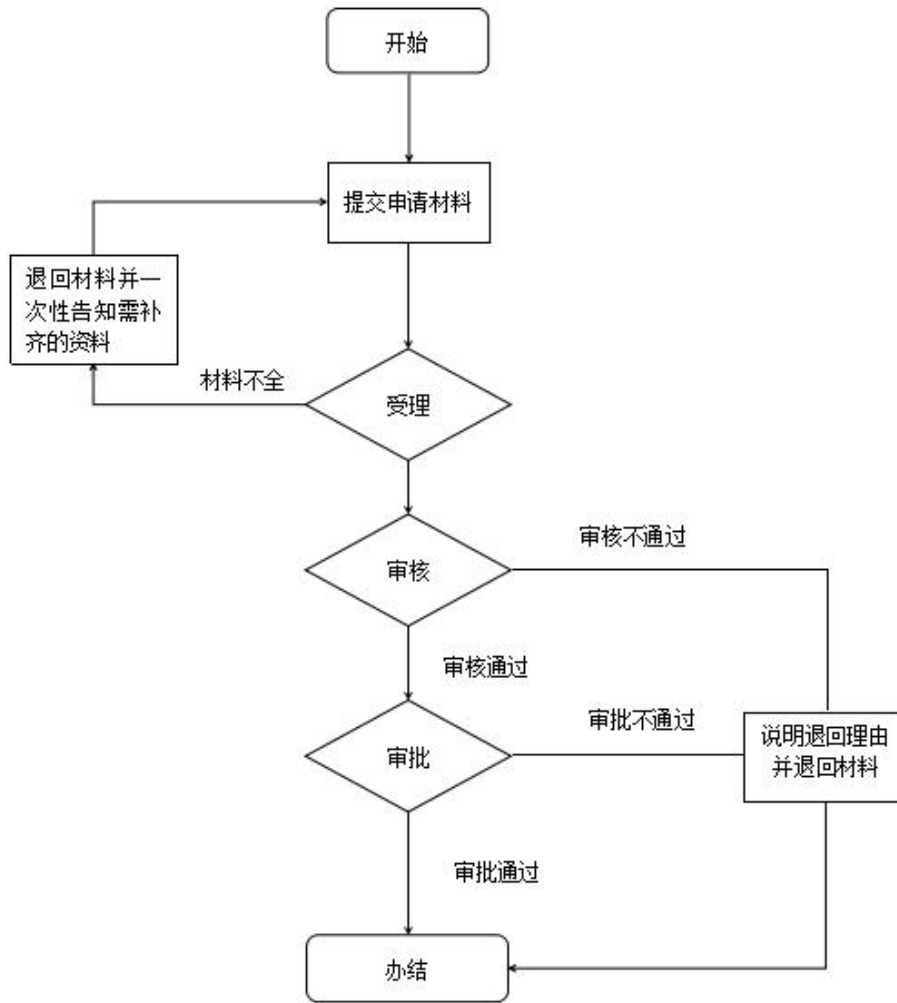 开始
提交申请材料
退回材料并一
次性告知需补
齐的资料
材料不全
受理
审核不通过
审核
审核通过
审批不通过
说明退回理由
并退回材料
审批
审批通过
办结